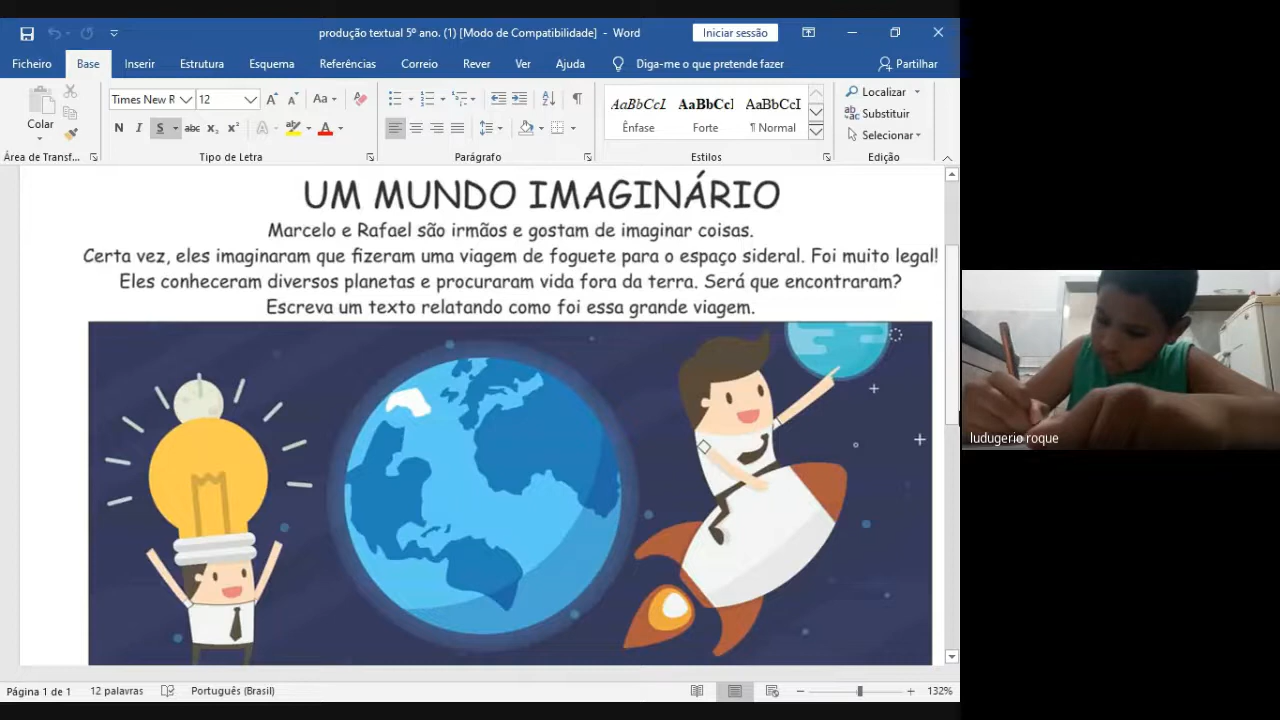 produção textual 5º ano. (1) [Modo de Compatibilidade] - Word
Iniciar sessão
Ficheiro Base Inserir Estrutura Esquema Referências Correio Rever Ver Ajuda Diga-me o que pretende fazer Partilhar
Colar
Times New R 12
Aa
N I S abc x₂ x²
A A
AaBbCcI AaBbCcI AaBbCcI
Ênfase Forte ¶ Normal
Localizar
Substituir
Selecionar
Área de Transf... Tipo de Letra Parágrafo Estilos Edição
UM MUNDO IMAGINÁRIO
Marcelo e Rafael são irmãos e gostam de imaginar coisas.
Certa vez, eles imaginaram que fizeram uma viagem de foguete para o espaço sideral. Foi muito legal!
Eles conheceram diversos planetas e procuraram vida fora da terra. Será que encontraram?
Escreva um texto relatando como foi essa grande viagem.
ludugerio roque
Página 1 de 1 12 palavras Português (Brasil) 132%